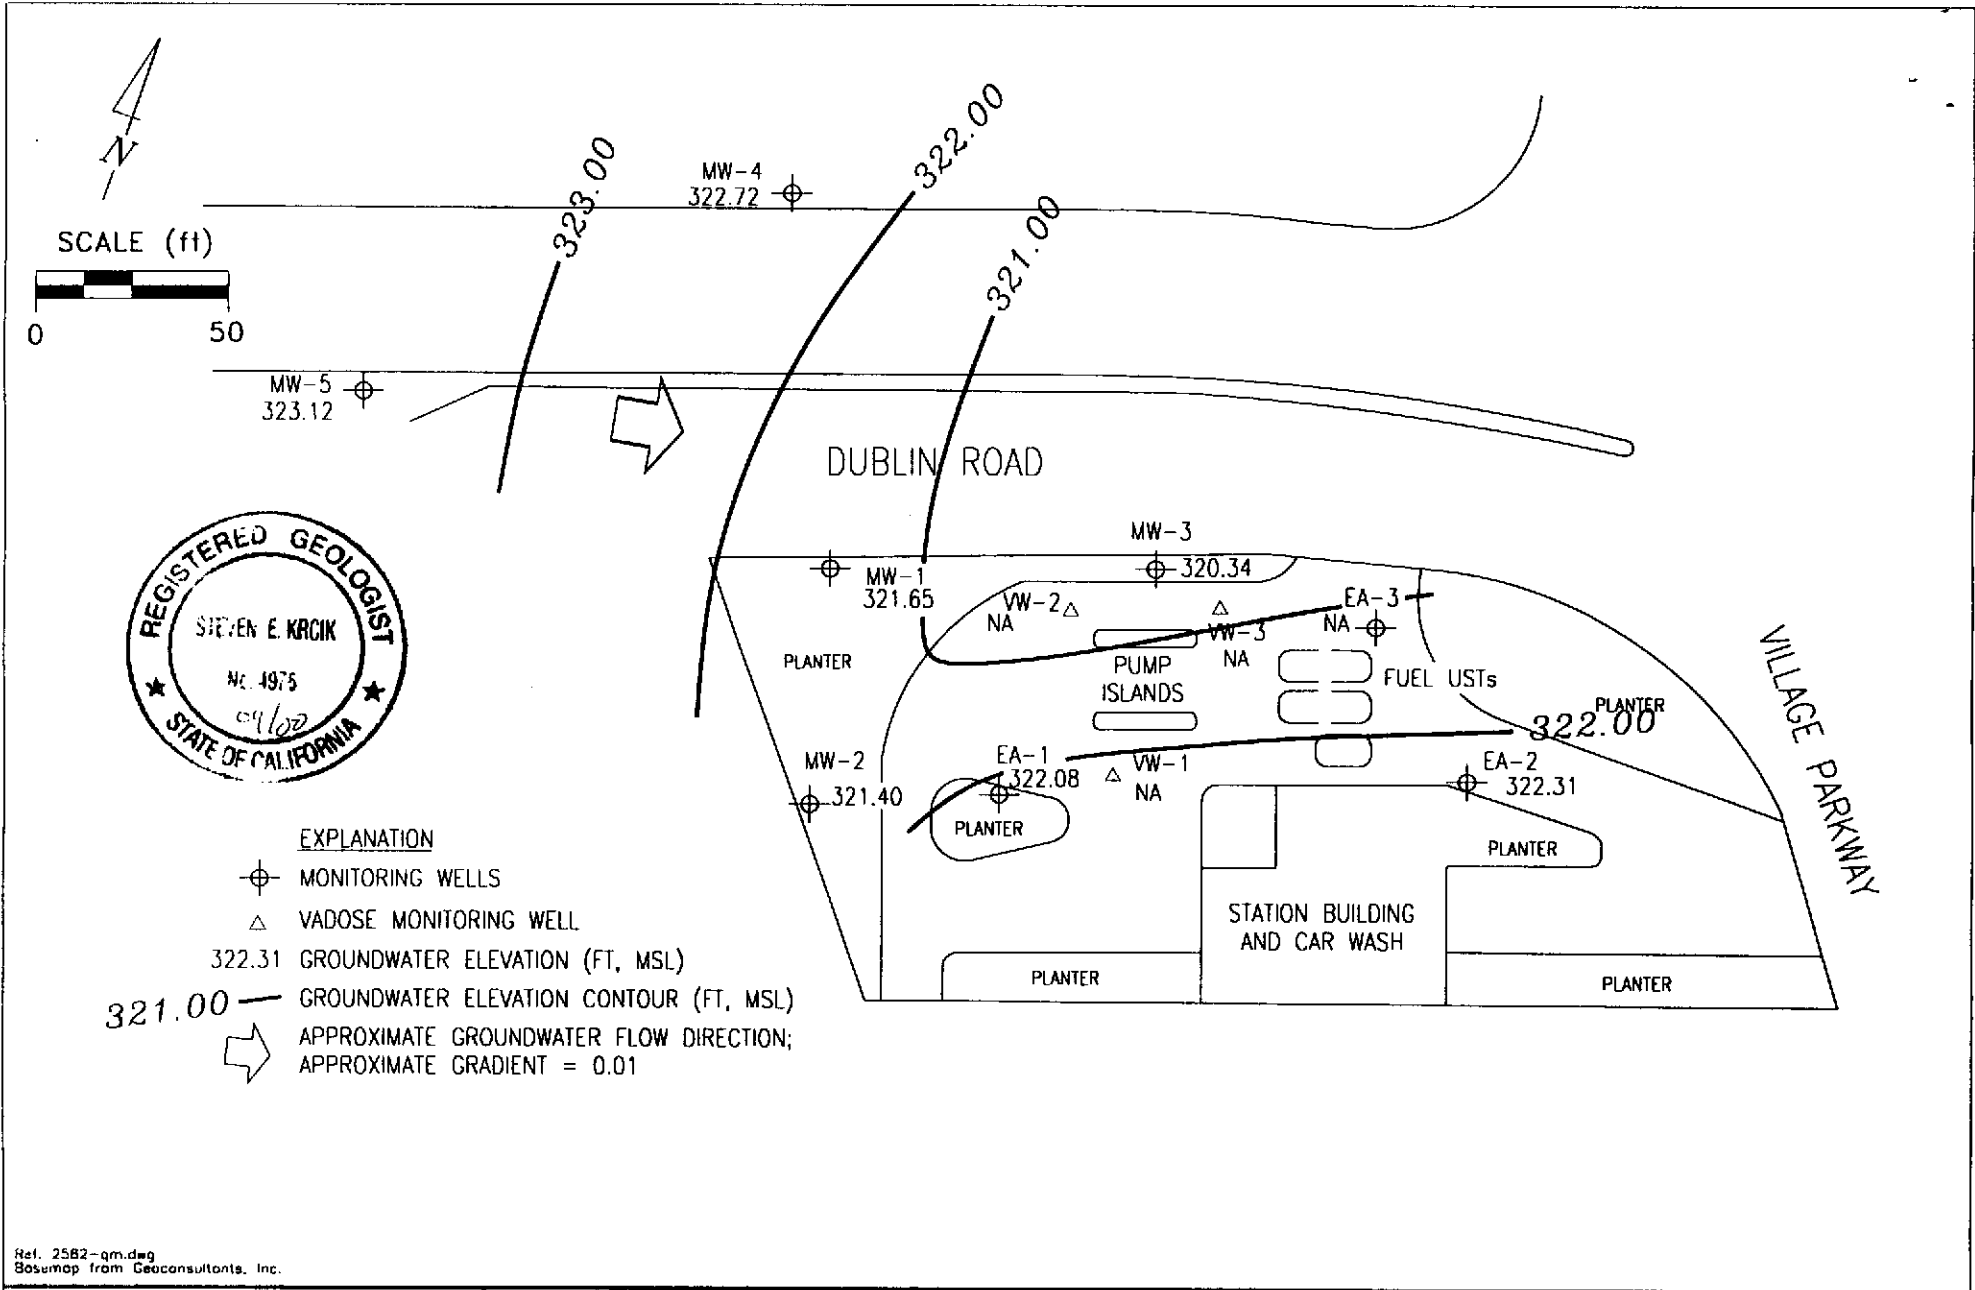 N
SCALE (ft)
0 50
323.00
MW-4
322.72
322.00
321.00
MW-5
323.12
DUBLIN ROAD
REGISTERED GEOLOGIST
STEVEN E. KRCIK
No. 4975
09/00
STATE OF CALIFORNIA
MW-3
320.34
MW-1
321.65
VW-2
NA
VW-3
NA
EA-3
NA
PLANTER
PUMP
ISLANDS
FUEL USTs
PLANTER
322.00
VILLAGE PARKWAY
MW-2
321.40
EA-1
322.08
VW-1
NA
EA-2
322.31
PLANTER
PLANTER
STATION BUILDING
AND CAR WASH
PLANTER
PLANTER
EXPLANATION
MONITORING WELLS
VADOSE MONITORING WELL
322.31 GROUNDWATER ELEVATION (FT, MSL)
321.00 GROUNDWATER ELEVATION CONTOUR (FT, MSL)
APPROXIMATE GROUNDWATER FLOW DIRECTION;
APPROXIMATE GRADIENT = 0.01
Ref. 2582-qm.dwg
Basemap from Geoconsultants, Inc.